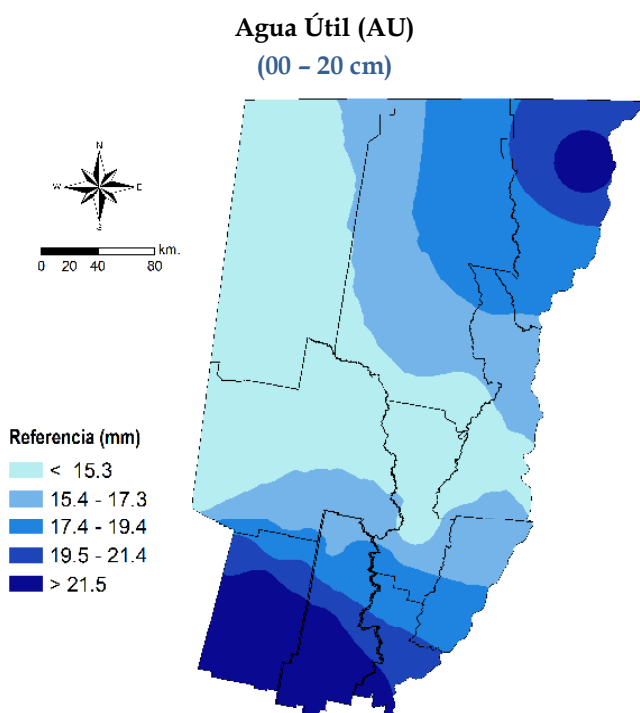 Agua Útil (AU)
(00 – 20 cm)
N
W E
S
km.
0 20 40 80
Referencia (mm)
< 15.3
15.4 - 17.3
17.4 - 19.4
19.5 - 21.4
> 21.5